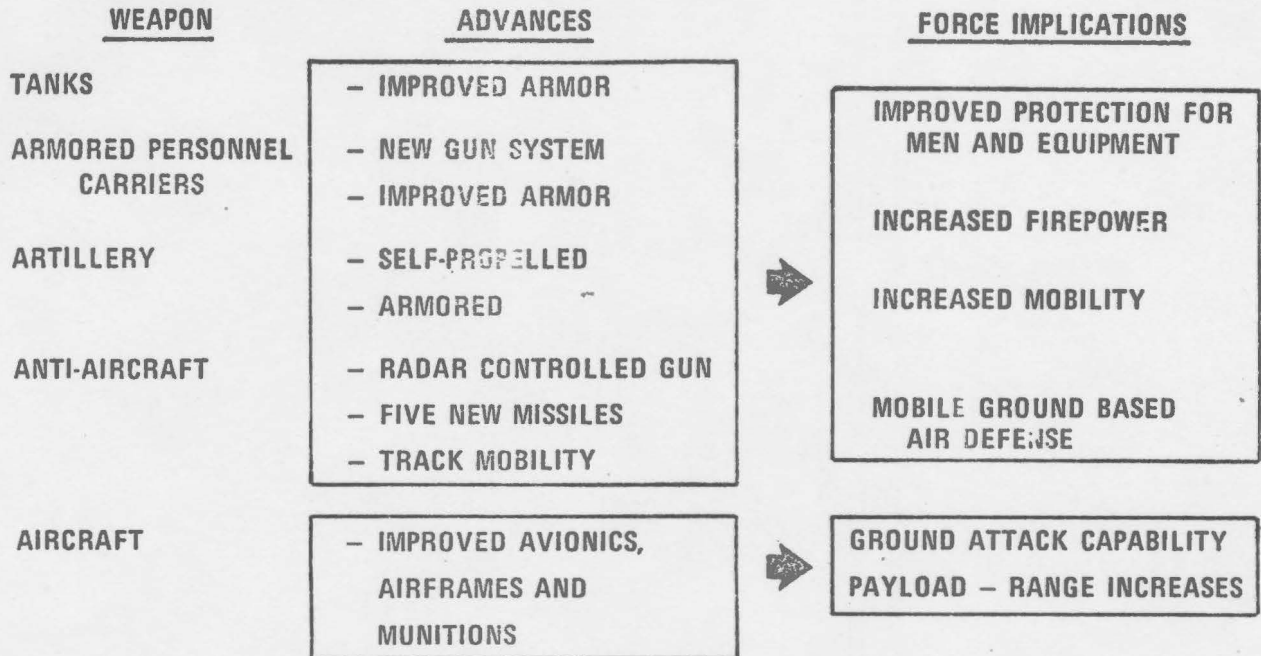 WEAPON ADVANCES FORCE IMPLICATIONS
TANKS – IMPROVED ARMOR
IMPROVED PROTECTION FOR
MEN AND EQUIPMENT
ARMORED PERSONNEL – NEW GUN SYSTEM
CARRIERS – IMPROVED ARMOR
INCREASED FIREPOWER
ARTILLERY – SELF-PROPELLED
– ARMORED INCREASED MOBILITY
ANTI-AIRCRAFT – RADAR CONTROLLED GUN
– FIVE NEW MISSILES MOBILE GROUND BASED
AIR DEFENSE
– TRACK MOBILITY
AIRCRAFT – IMPROVED AVIONICS, GROUND ATTACK CAPABILITY
AIRFRAMES AND PAYLOAD – RANGE INCREASES
MUNITIONS